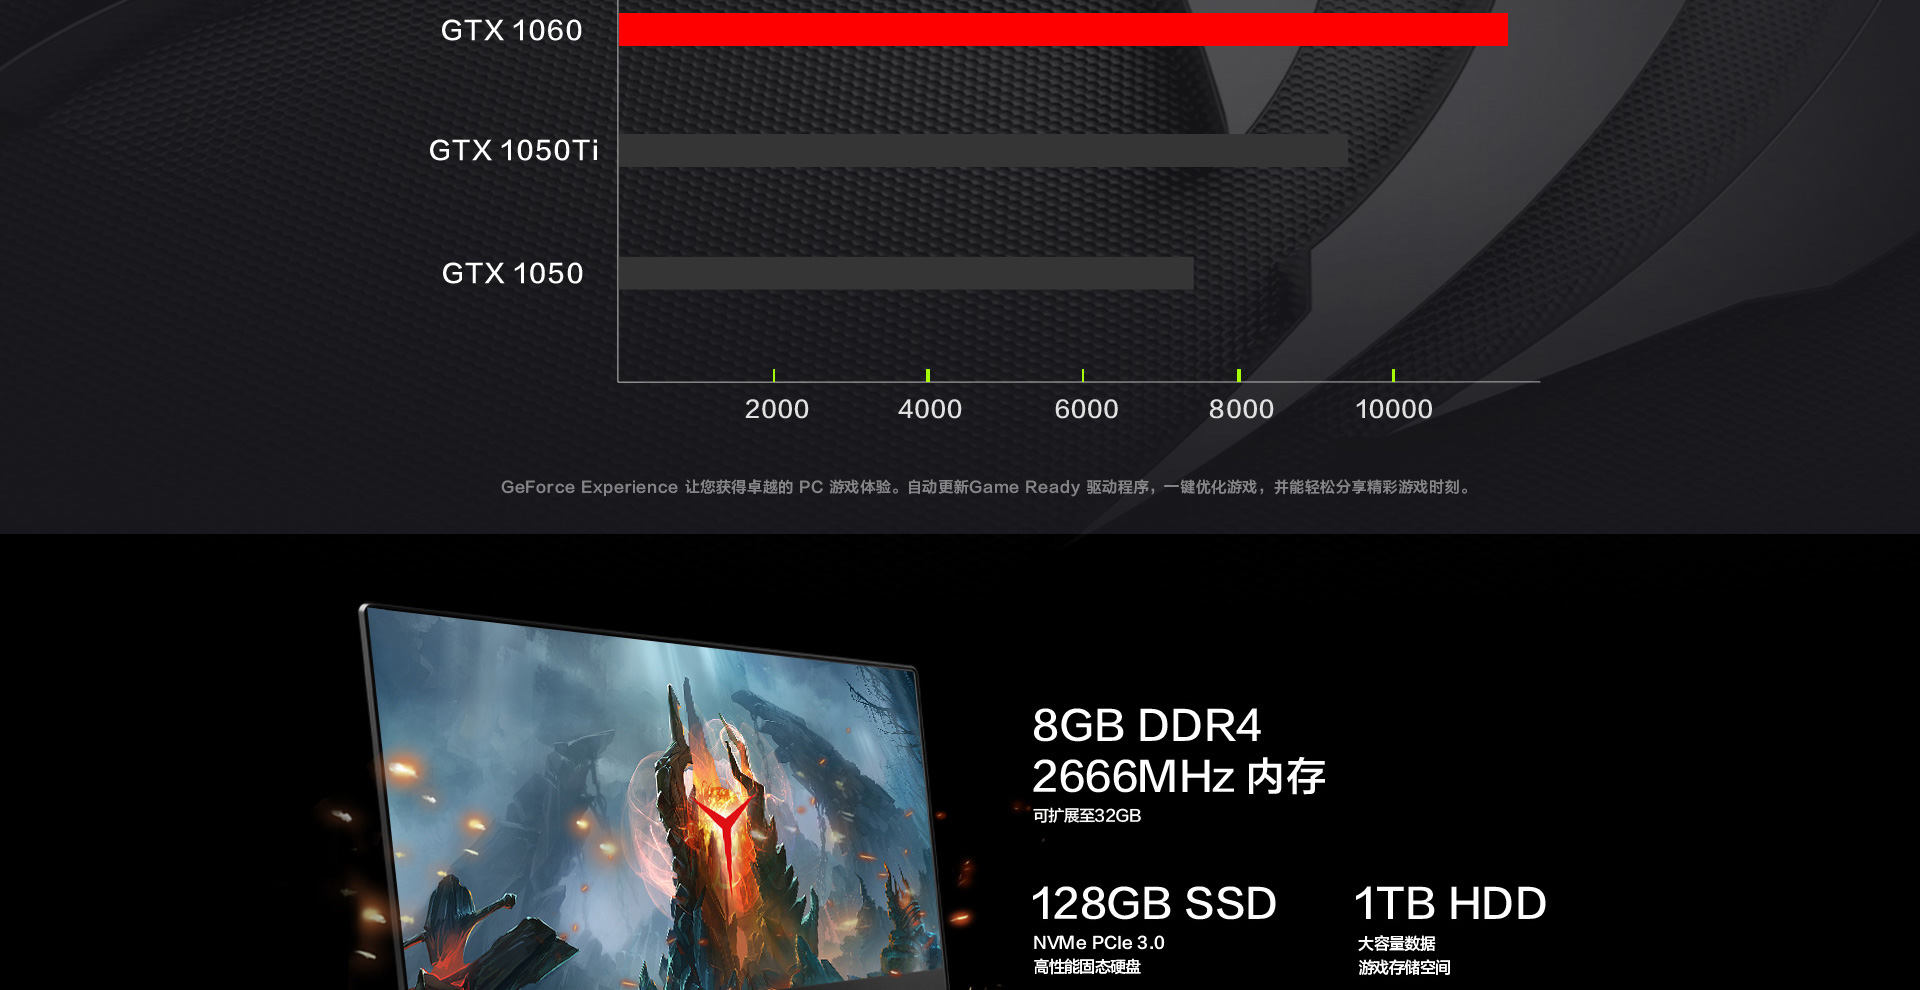 GTX 1060
GTX 1050Ti
GTX 1050
2000 4000 6000 8000 10000
GeForce Experience 让您获得卓越的 PC 游戏体验。自动更新Game Ready 驱动程序，一键优化游戏，并能轻松分享精彩游戏时刻。
8GB DDR4
2666MHz 内存
可扩展至32GB
128GB SSD
NVMe PCIe 3.0
高性能固态硬盘
1TB HDD
大容量数据
游戏存储空间